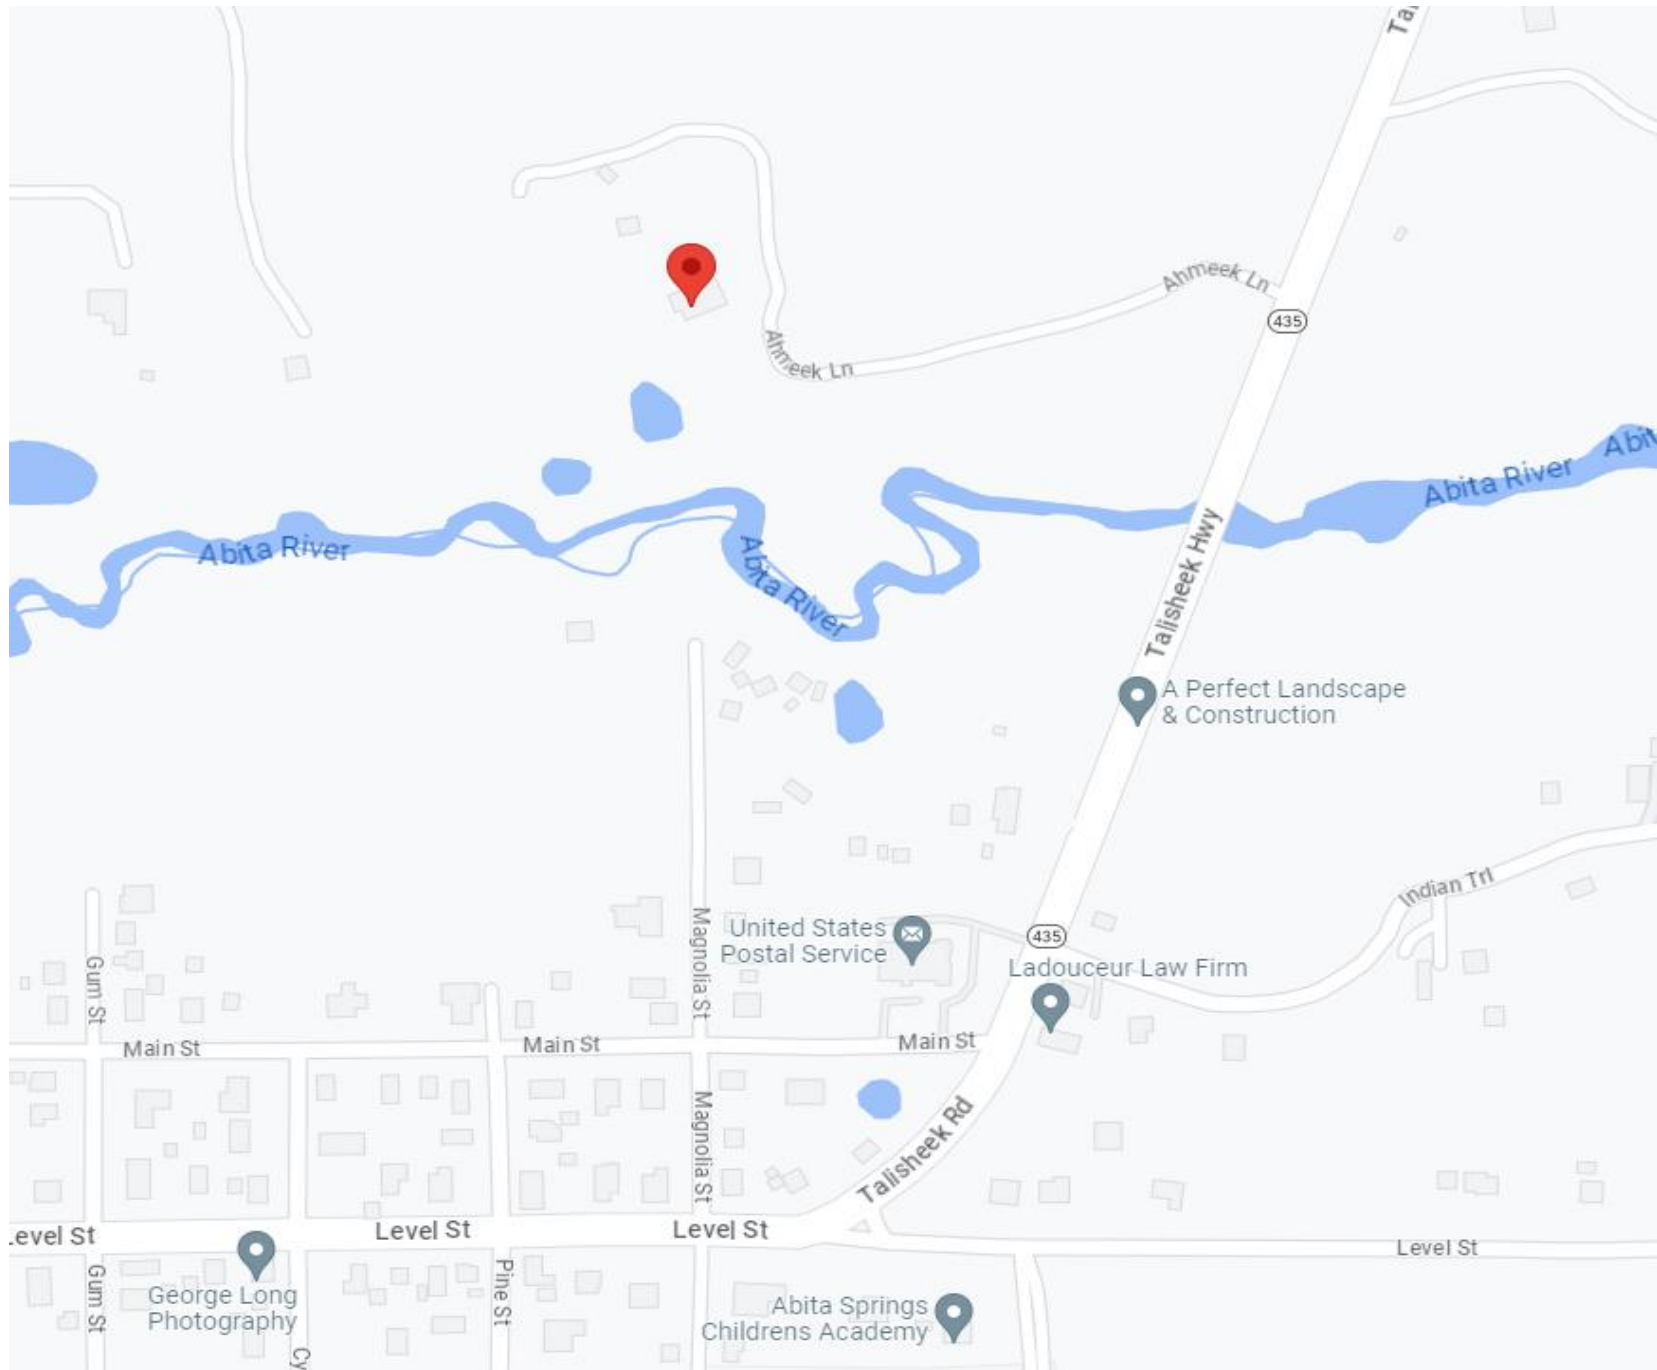 Ta
Ahmeek Ln
435
Ahmeek Ln
Abit
Abita River
Abita River
Abita River
Talisheek Hwy
A Perfect Landscape
& Construction
Indian Trl
Magnolia St
United States
Postal Service
435
Ladouceur Law Firm
Gum St
Main St
Main St
Main St
Magnolia St
Talisheek Rd
Level St
Level St
Level St
Level St
Gum St
George Long
Photography
Pine St
Abita Springs
Childrens Academy
Cy